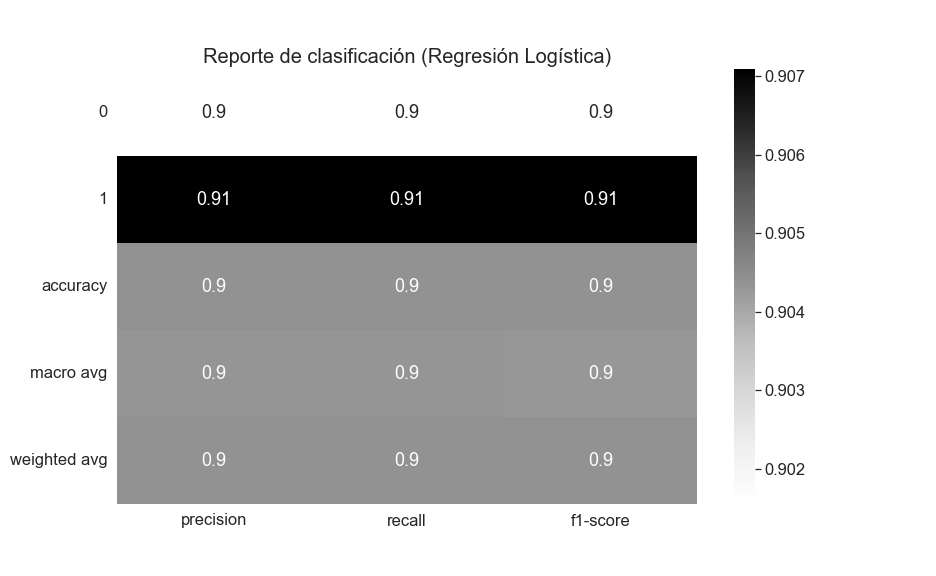 Reporte de clasificación (Regresión Logística)
0 0.9 0.9 0.9
1 0.91 0.91 0.91
accuracy 0.9 0.9 0.9
macro avg 0.9 0.9 0.9
weighted avg 0.9 0.9 0.9
precision recall f1-score
0.907
0.906
0.905
0.904
0.903
0.902